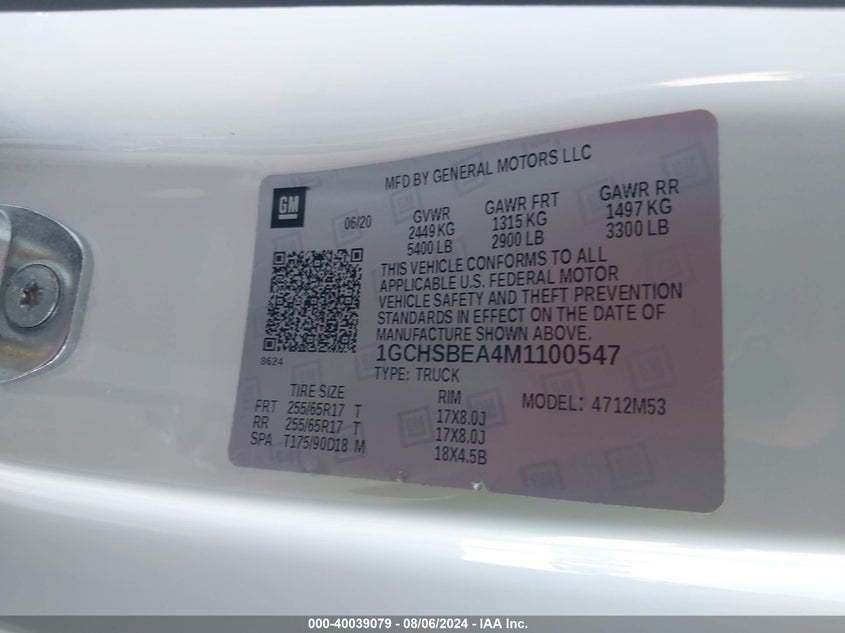 MFD BY GENERAL MOTORS LLC
GM
06/20
GVWR
2449 KG
5400 LB
GAWR FRT
1315 KG
2900 LB
GAWR RR
1497 KG
3300 LB
THIS VEHICLE CONFORMS TO ALL
APPLICABLE U.S. FEDERAL MOTOR
VEHICLE SAFETY AND THEFT PREVENTION
STANDARDS IN EFFECT ON THE DATE OF
MANUFACTURE SHOWN ABOVE.
8624
1GCHSBEA4M1100547
TYPE: TRUCK
TIRE SIZE
FRT 255/65R17 T
RR 255/65R17 T
SPA T175/90D18 M
RIM
17X8.0J
17X8.0J
18X4.5B
MODEL: 4712M53
000-40039079 - 08/06/2024 - IAA Inc.